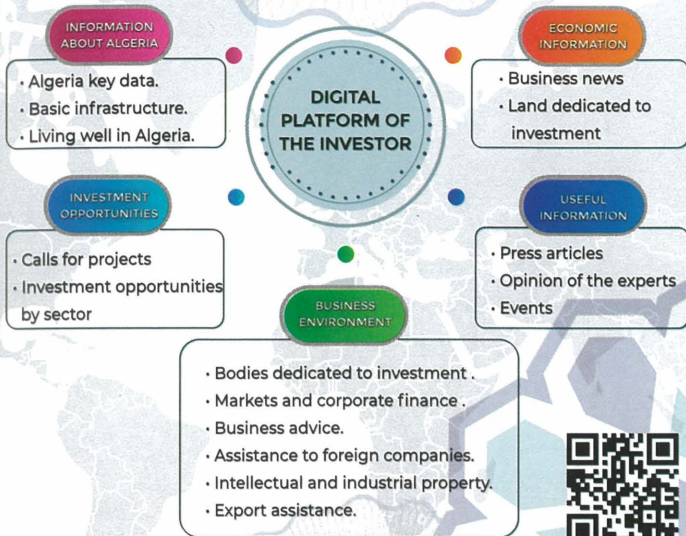 INFORMATION
ABOUT ALGERIA
· Algeria key data.
· Basic infrastructure.
· Living well in Algeria.
DIGITAL
PLATFORM OF
THE INVESTOR
ECONOMIC
INFORMATION
· Business news
· Land dedicated to
investment
INVESTMENT
OPPORTUNITIES
· Calls for projects
· Investment opportunities
by sector
USEFUL
INFORMATION
· Press articles
· Opinion of the experts
· Events
BUSINESS
ENVIRONMENT
· Bodies dedicated to investment .
· Markets and corporate finance .
· Business advice.
· Assistance to foreign companies.
· Intellectual and industrial property.
· Export assistance.